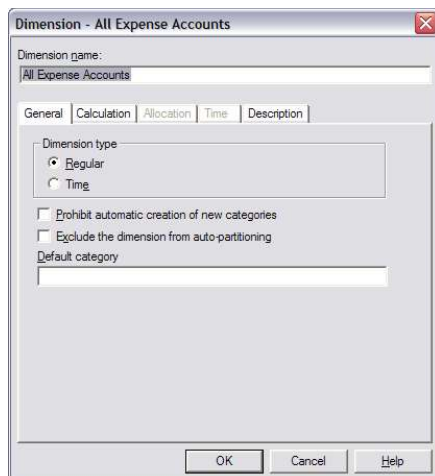 Dimension - All Expense Accounts
Dimension name:
All Expense Accounts
General Calculation Allocation Time Description
Dimension type
Regular
Time
Prohibit automatic creation of new categories
Exclude the dimension from auto-partitioning
Default category
OK Cancel Help